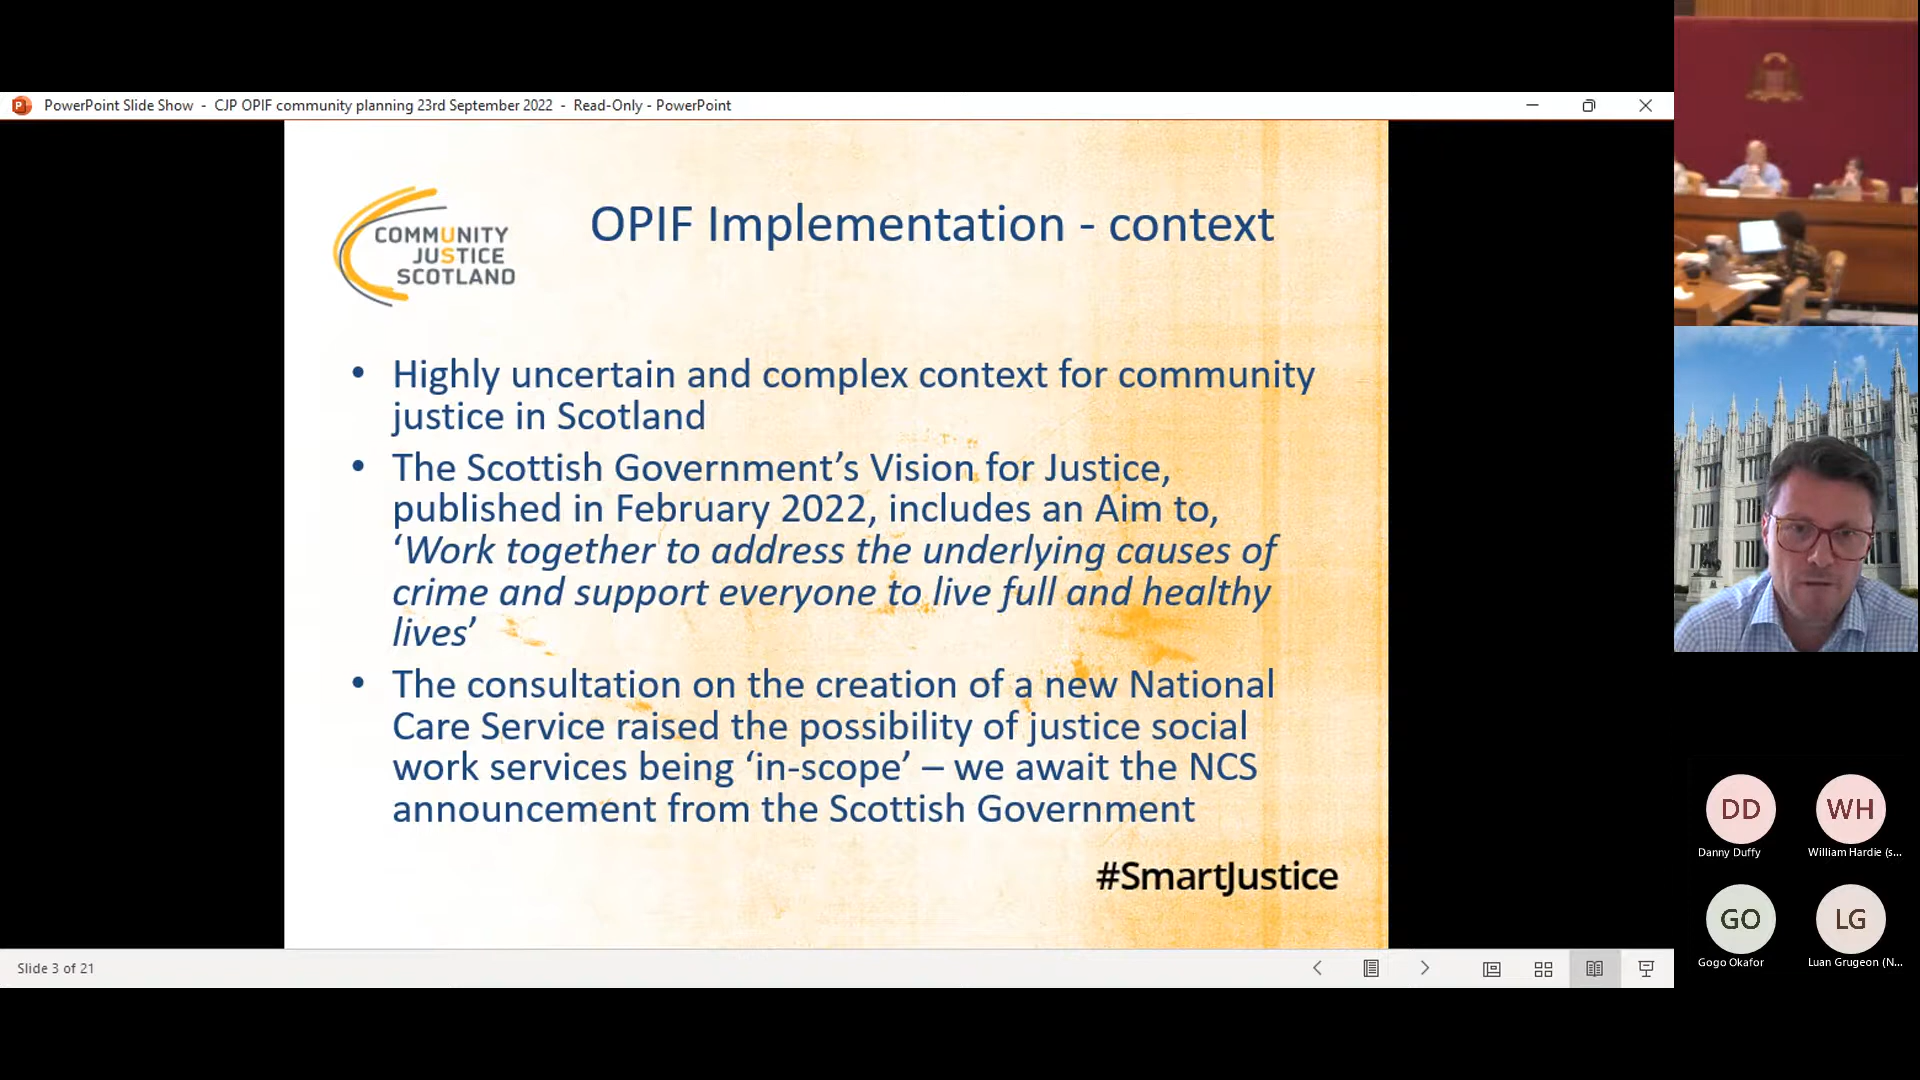 PowerPoint Slide Show - CJP OPIF community planning 23rd September 2022 - Read-Only - PowerPoint
COMMUNITY
JUSTICE
SCOTLAND
OPIF Implementation - context
• Highly uncertain and complex context for community
justice in Scotland
• The Scottish Government’s Vision for Justice,
published in February 2022, includes an Aim to,
‘Work together to address the underlying causes of
crime and support everyone to live full and healthy
lives’
• The consultation on the creation of a new National
Care Service raised the possibility of justice social
work services being ‘in-scope’ – we await the NCS
announcement from the Scottish Government
#SmartJustice
Slide 3 of 21
DD
Danny Duffy
WH
William Hardie (s...
GO
Gogo Okafor
LG
Luan Grugeon (N...